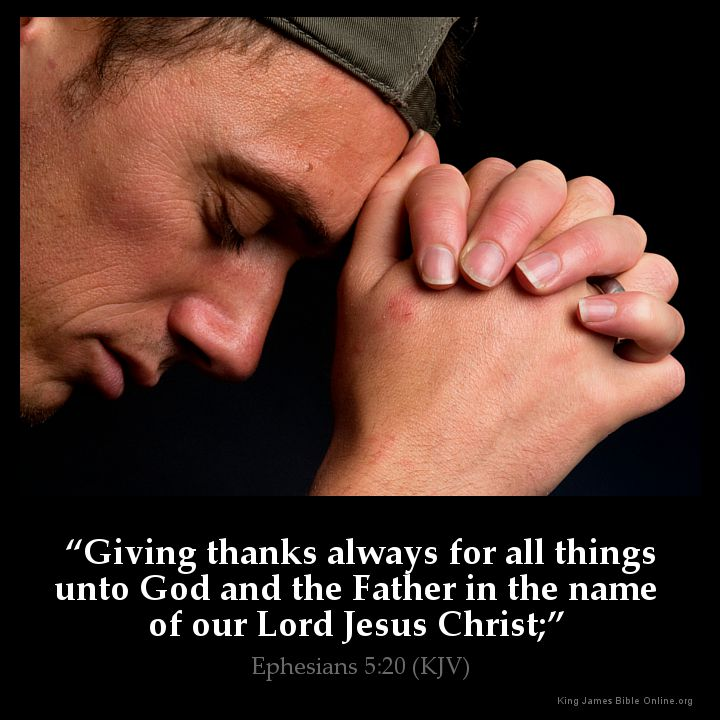 “Giving thanks always for all things
unto God and the Father in the name
of our Lord Jesus Christ;”
Ephesians 5:20 (KJV)
King James Bible Online.org